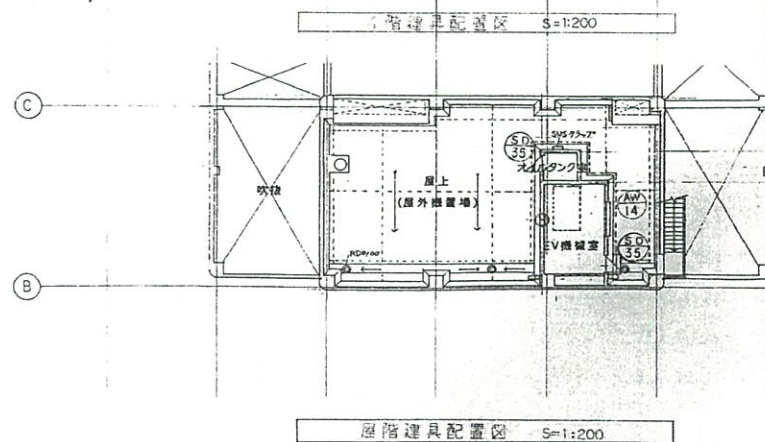 階建具配置図 S=1:200
C
SUSタラップ
SD
35
オイルタンク室
屋上
(屋外機置場)
吹抜
AW
14
EV機械室
SD
35
RDφ100
B
屋階建具配置図 S=1:200